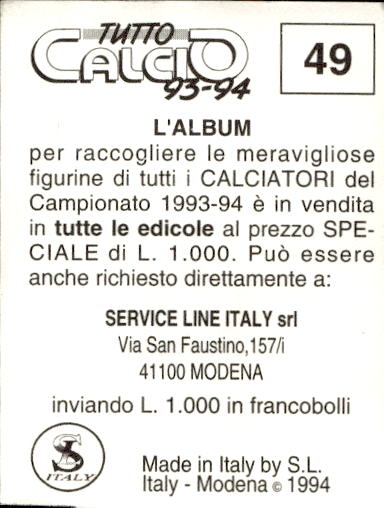 TUTTO
CALCIO
93-94
49
L'ALBUM
per raccogliere le meravigliose
figurine di tutti i CALCIATORI del
Campionato 1993-94 è in vendita
in tutte le edicole al prezzo SPE-
CIALE di L. 1.000. Può essere
anche richiesto direttamente a:
SERVICE LINE ITALY srl
Via San Faustino,157/i
41100 MODENA
inviando L. 1.000 in francobolli
SL
ITALY
Made in Italy by S.L.
Italy - Modena © 1994